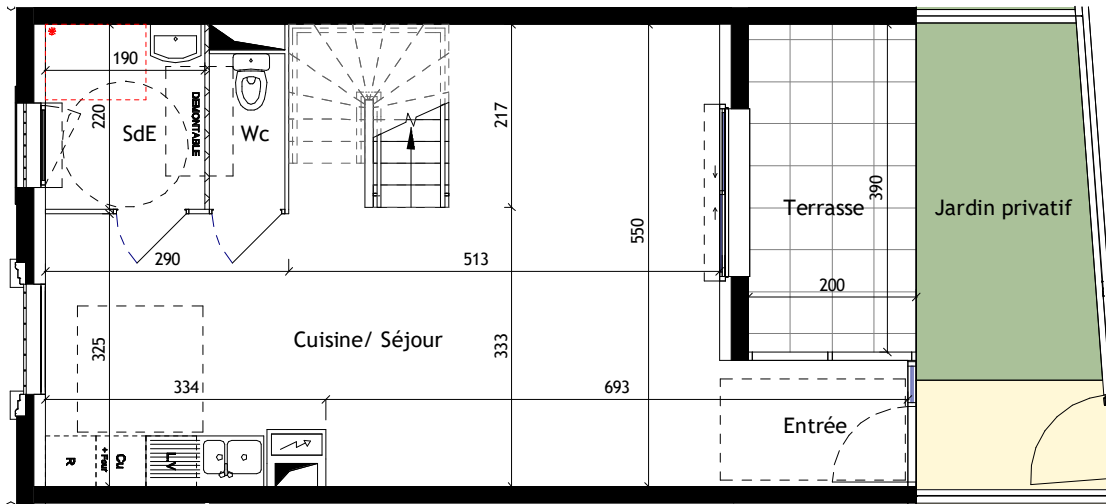 190
220
SdE
DEMONTABLE
Wc
217
550
Terrasse
390
Jardin privatif
290
513
200
325
Cuisine/ Séjour
333
334
693
Entrée
R
Cu
+ Four
LV